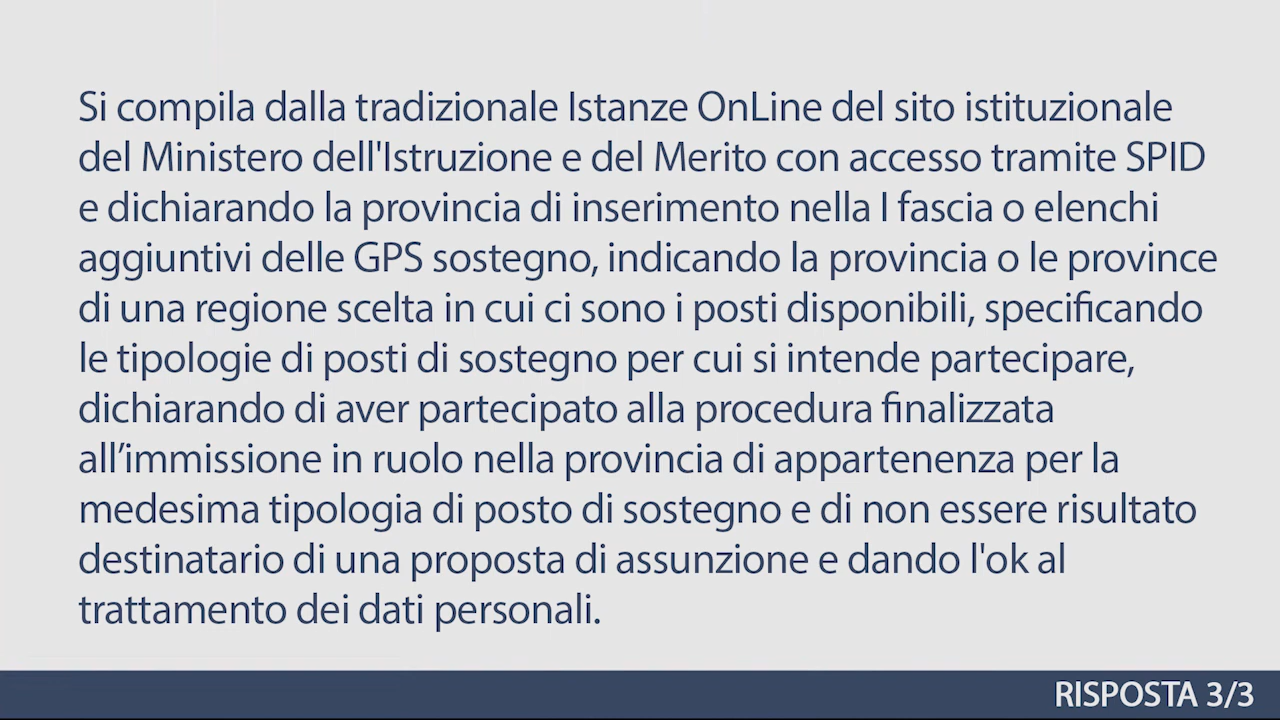 Si compila dalla tradizionale Istanze OnLine del sito istituzionale
del Ministero dell'Istruzione e del Merito con accesso tramite SPID
e dichiarando la provincia di inserimento nella I fascia o elenchi
aggiuntivi delle GPS sostegno, indicando la provincia o le province
di una regione scelta in cui ci sono i posti disponibili, specificando
le tipologie di posti di sostegno per cui si intende partecipare,
dichiarando di aver partecipato alla procedura finalizzata
all’immissione in ruolo nella provincia di appartenenza per la
medesima tipologia di posto di sostegno e di non essere risultato
destinatario di una proposta di assunzione e dando l'ok al
trattamento dei dati personali.
RISPOSTA 3/3